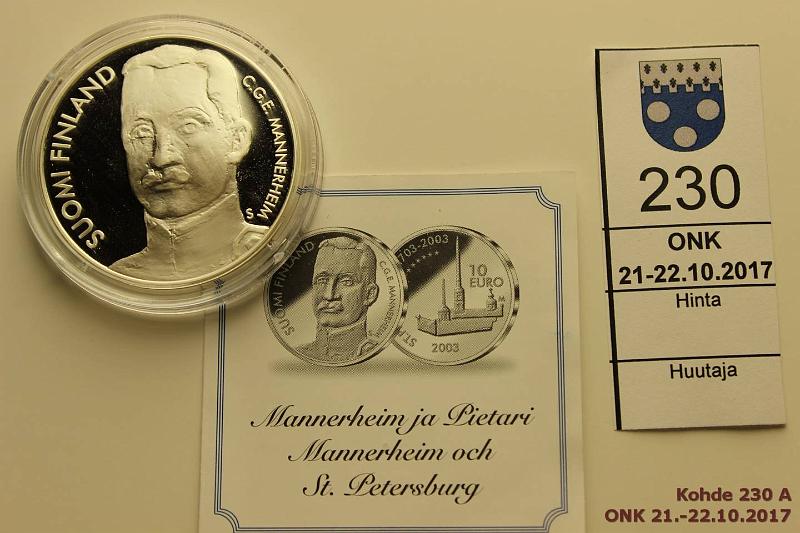 SUOMI FINLAND
C.G.E. MANNERHEIM
S
SUOMI FINLAND
C.G.E. MANNERHEIM
703-2003
10
EURO
M
2003
Mannerheim ja Pietari
Mannerheim och
St. Petersburg
230
ONK
21-22.10.2017
Hinta
Huutaja
Kohde 230 A
ONK 21.-22.10.2017